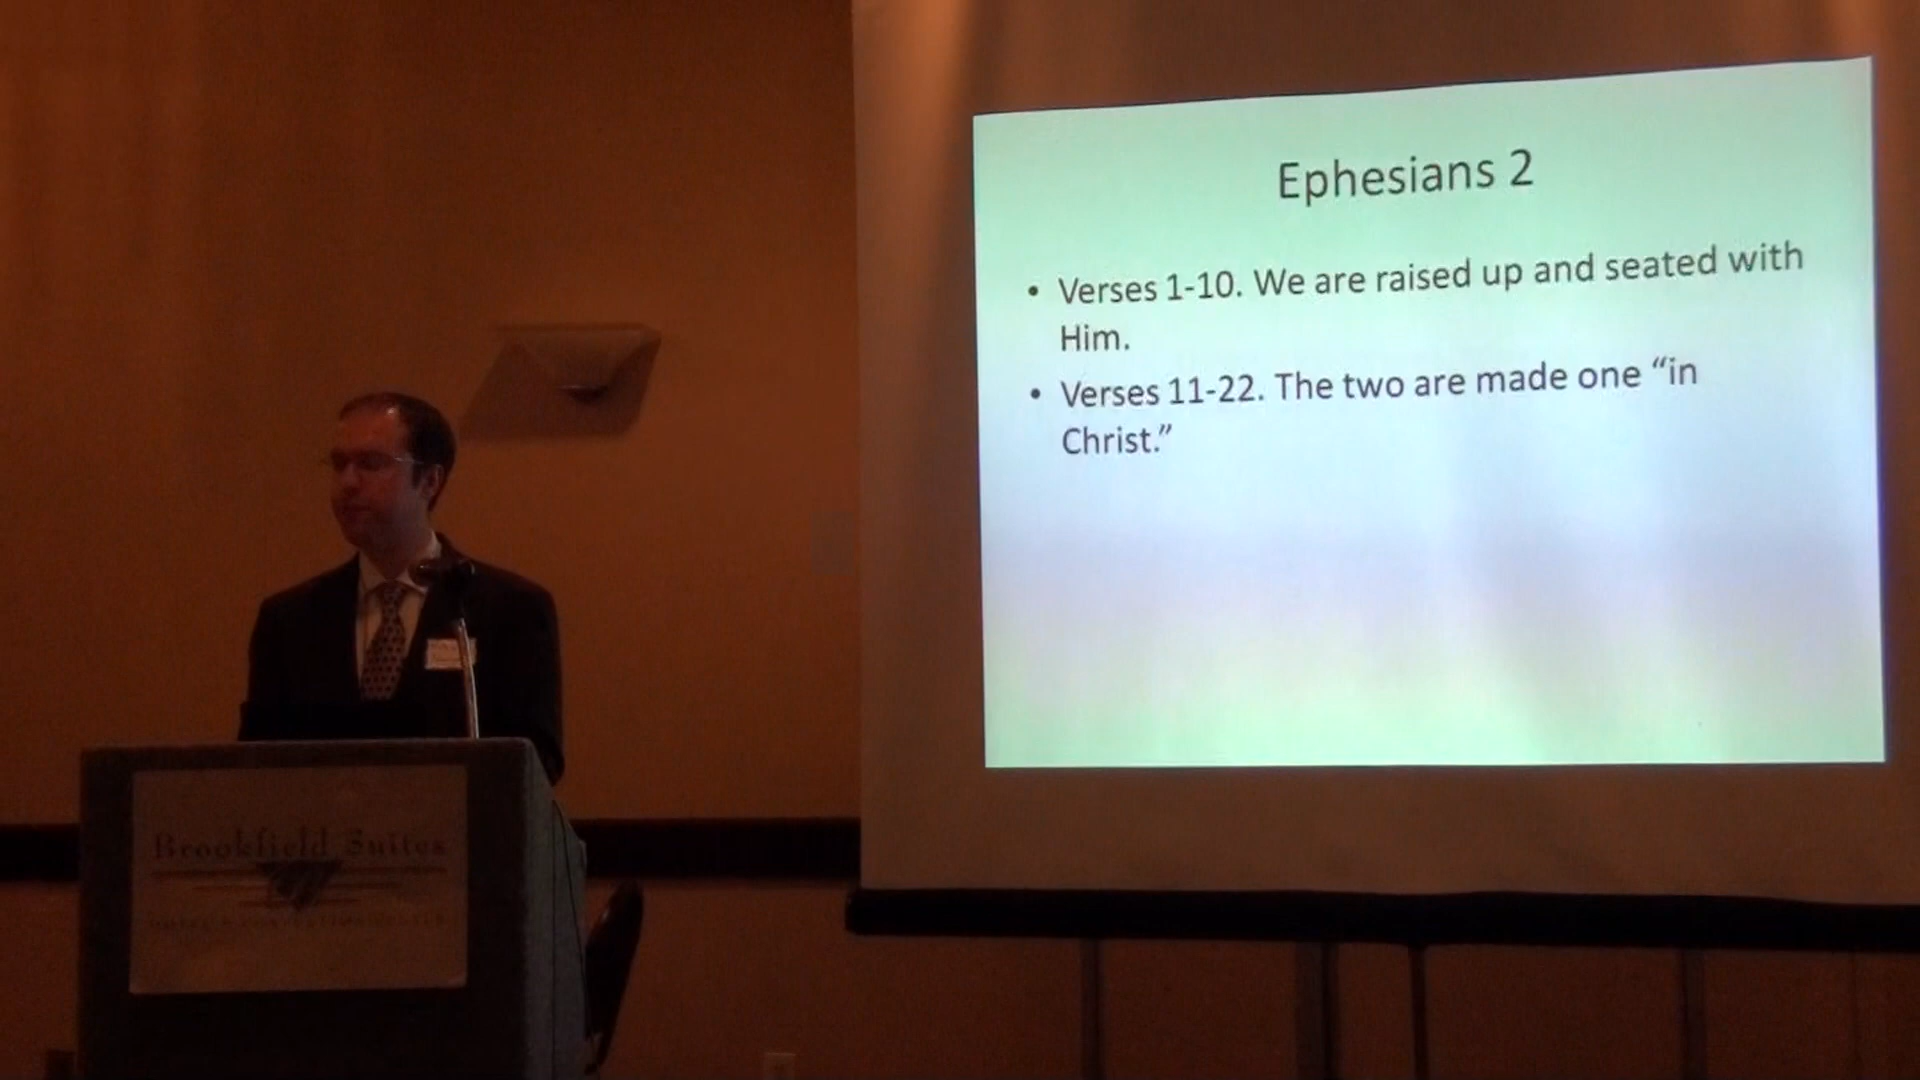 Ephesians 2
• Verses 1-10. We are raised up and seated with
Him.
• Verses 11-22. The two are made one “in
Christ.”
Brookfield Suites